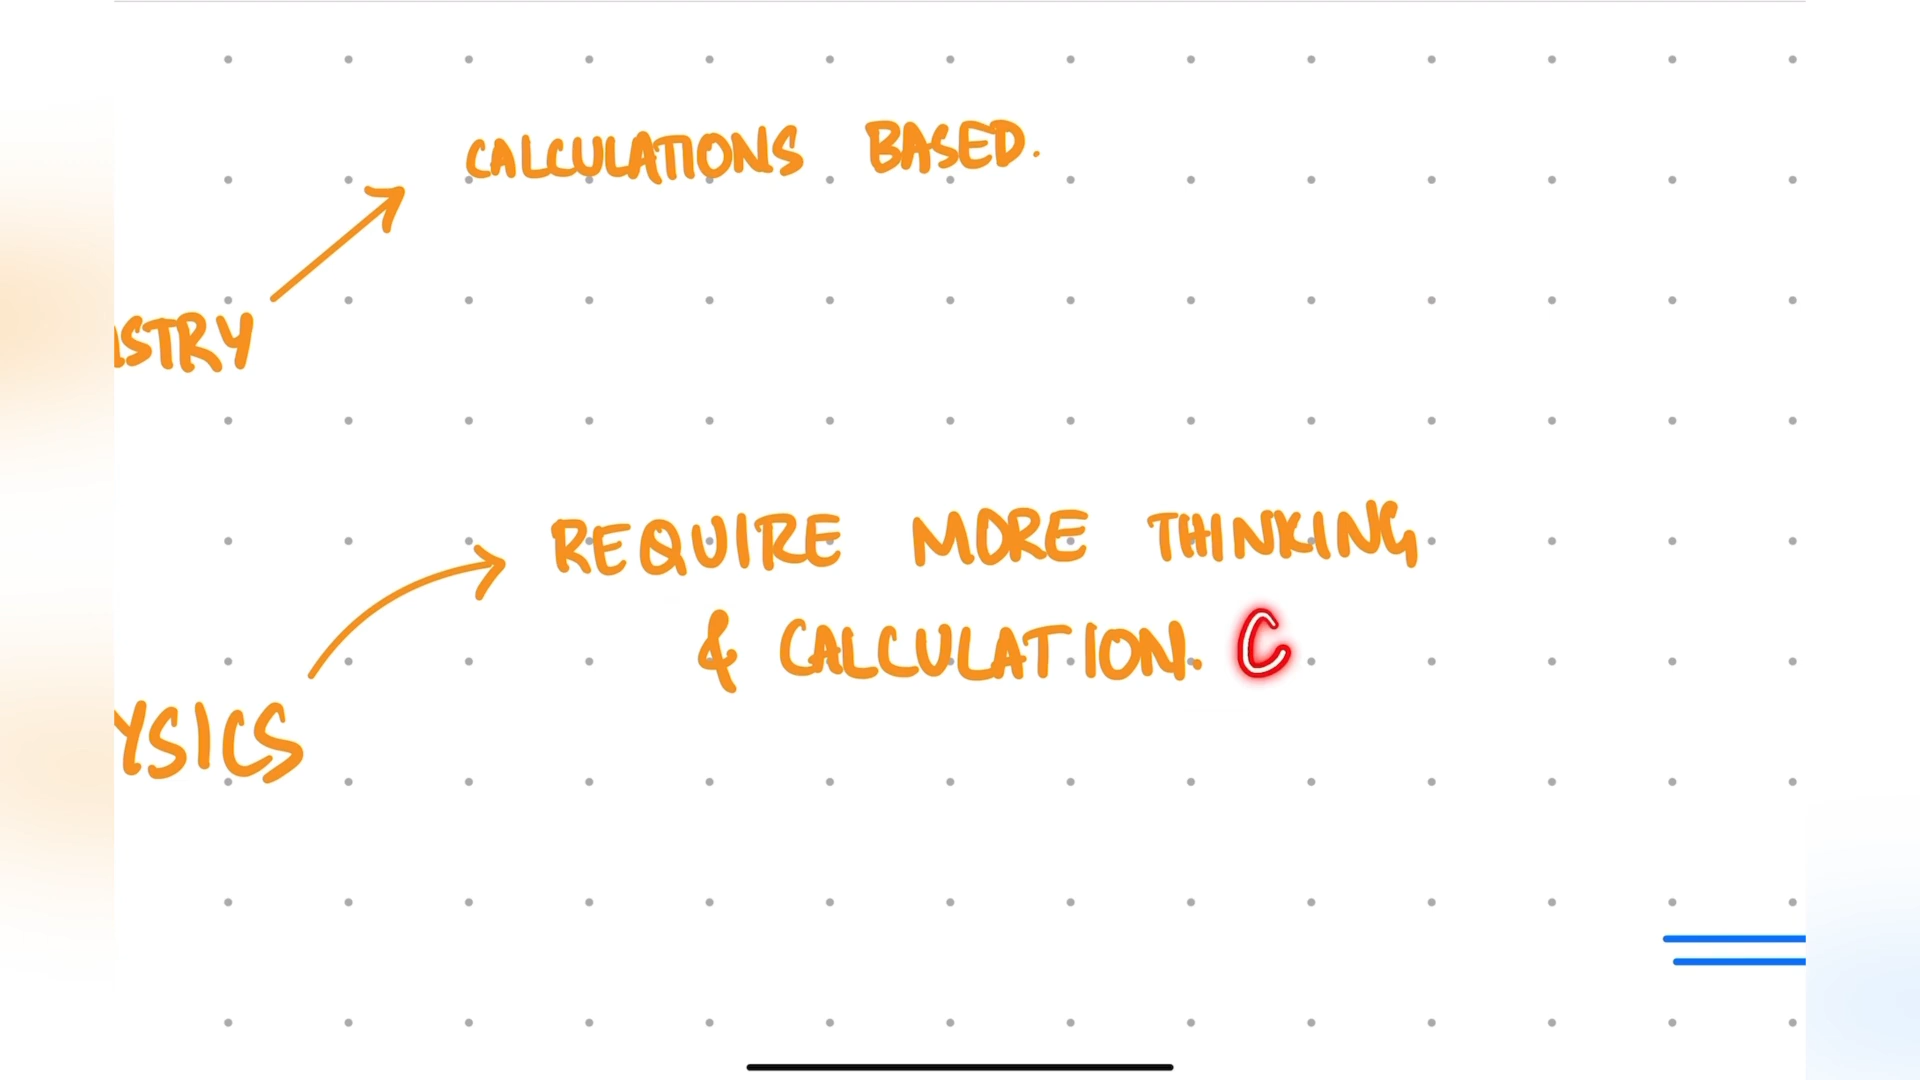 CALCULATIONS BASED.
ISTRY
REQUIRE MORE THINKING
& CALCULATION. C
YSICS